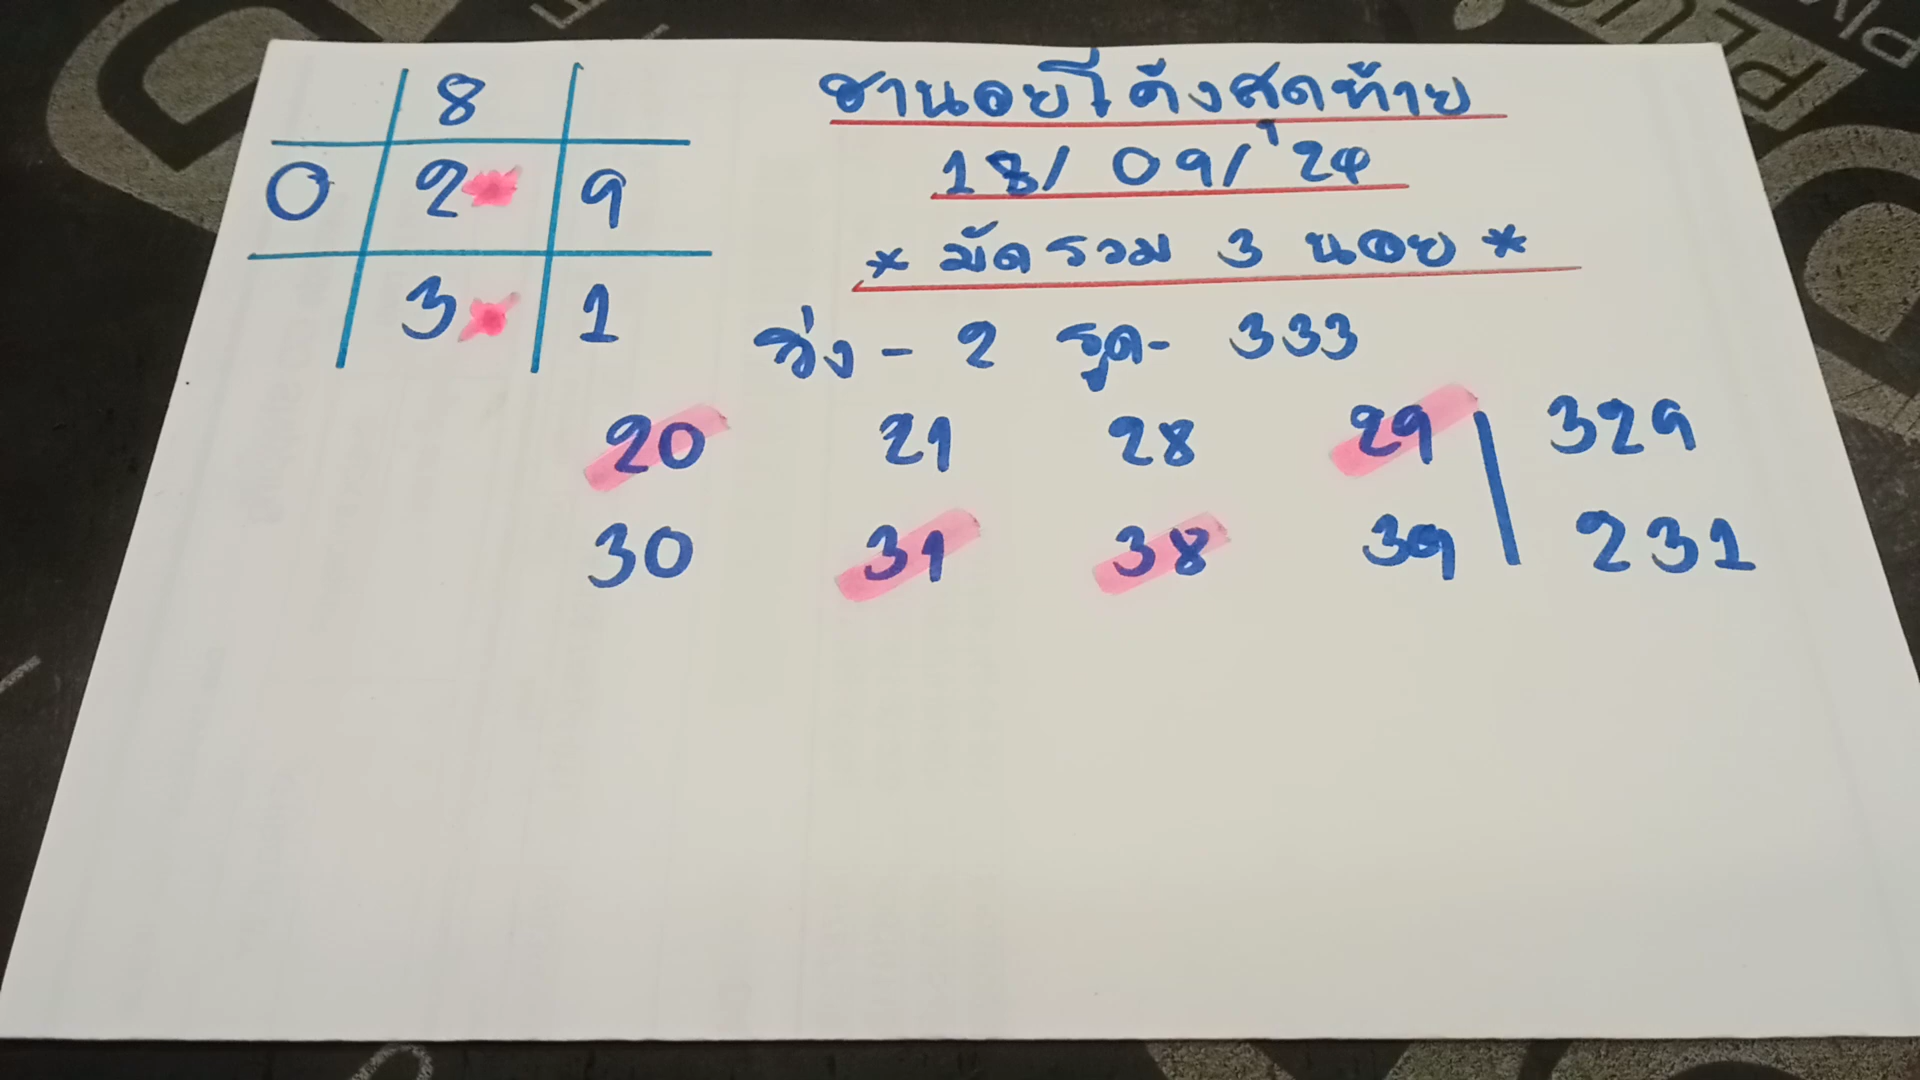 8
0 2 9
3 1
ฮานอยโค้งสุดท้าย
18/ 09/ 24
* มัดรวม 3 นอย *
วิ่ง - 2 รูด- 333
20 21 28 29 329
30 31 38 39 231